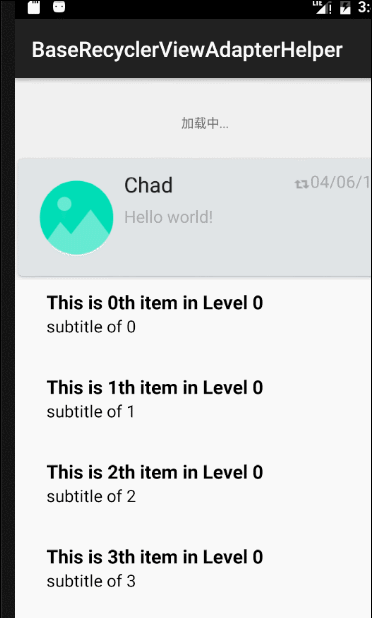 LTE 3:
BaseRecyclerViewAdapterHelper
加载中...
Chad 04/06/1
Hello world!
This is 0th item in Level 0
subtitle of 0
This is 1th item in Level 0
subtitle of 1
This is 2th item in Level 0
subtitle of 2
This is 3th item in Level 0
subtitle of 3